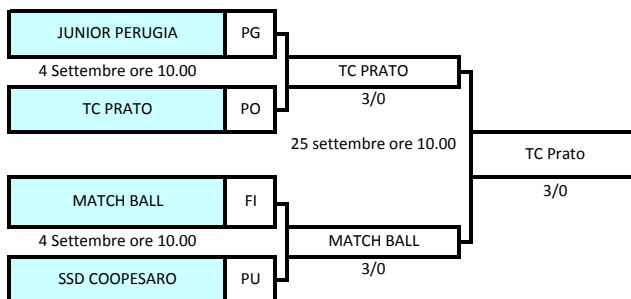 JUNIOR PERUGIA PG
4 Settembre ore 10.00 TC PRATO
TC PRATO PO 3/0
25 settembre ore 10.00 TC Prato
3/0
MATCH BALL FI
4 Settembre ore 10.00 MATCH BALL
SSD COOPESARO PU 3/0